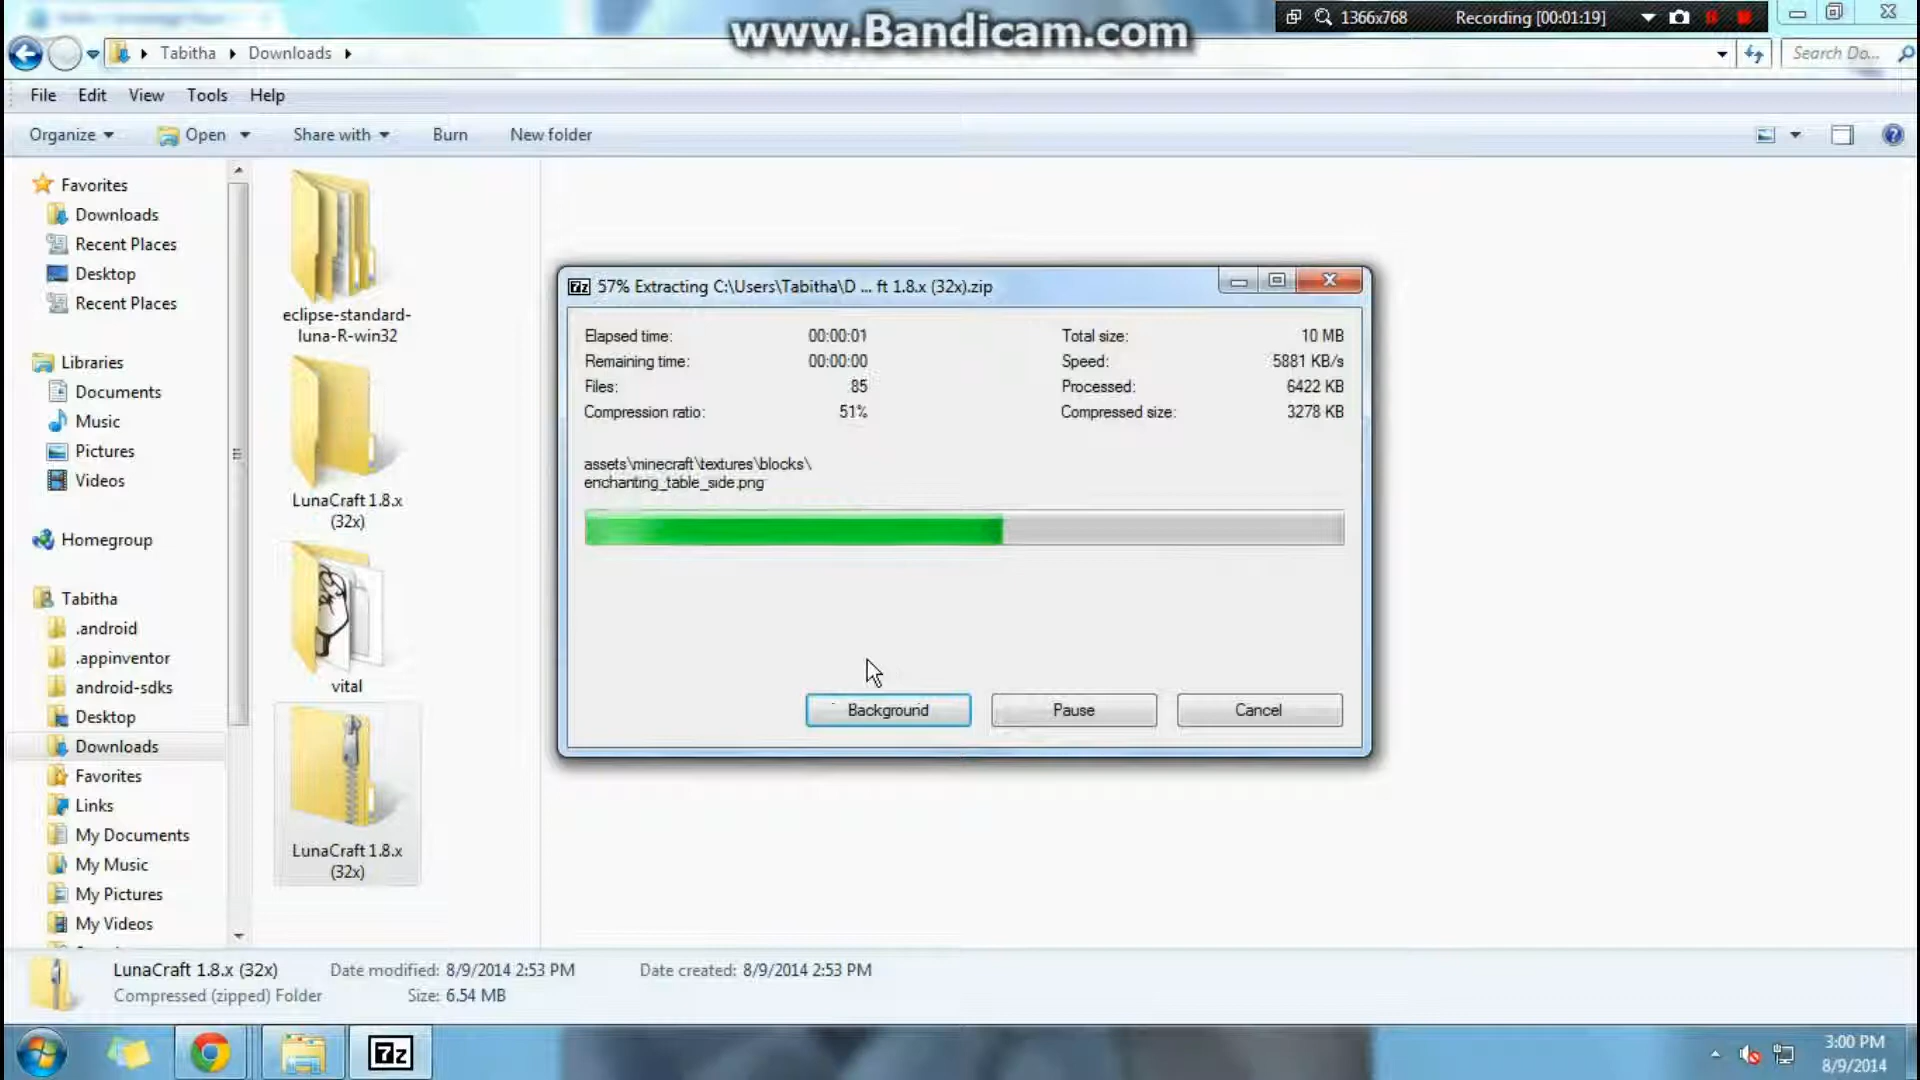 www.Bandicam.com
1366x768
Recording [00:01:19]
Tabitha
Downloads
Search Do...
File
Edit
View
Tools
Help
Organize
Open
Share with
Burn
New folder
Favorites
Downloads
Recent Places
Desktop
Recent Places
Libraries
Documents
Music
Pictures
Videos
Homegroup
Tabitha
.android
.appinventor
android-sdks
Desktop
Downloads
Favorites
Links
My Documents
My Music
My Pictures
My Videos
eclipse-standard-
luna-R-win32
LunaCraft 1.8.x
(32x)
vital
LunaCraft 1.8.x
(32x)
7z
57% Extracting C:\Users\Tabitha\D ... ft 1.8.x (32x).zip
Elapsed time: 00:00:01
Total size: 10 MB
Remaining time: 00:00:00
Speed: 5881 KB/s
Files: 85
Processed: 6422 KB
Compression ratio: 51%
Compressed size: 3278 KB
assets\minecraft\textures\blocks\
enchanting_table_side.png
Background
Pause
Cancel
LunaCraft 1.8.x (32x)
Date modified: 8/9/2014 2:53 PM
Date created: 8/9/2014 2:53 PM
Compressed (zipped) Folder
Size: 6.54 MB
7z
3:00 PM
8/9/2014